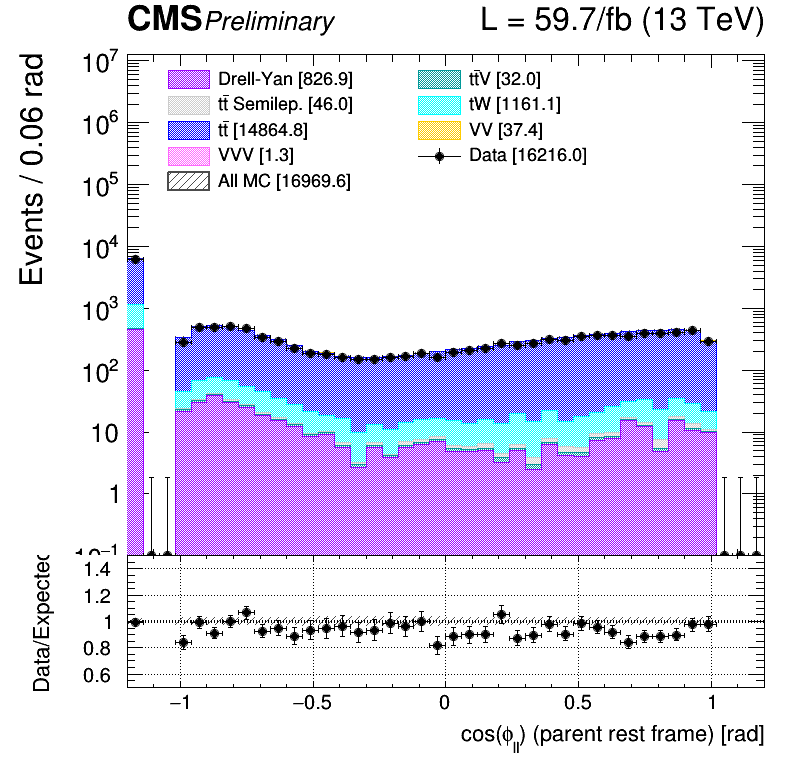 CMS Preliminary L = 59.7/fb (13 TeV)
Events / 0.06 rad
10⁷
10⁶
10⁵
10⁴
10³
10²
10
1
10⁻¹
Drell-Yan [826.9]
tt̄ Semilep. [46.0]
tt̄ [14864.8]
VVV [1.3]
All MC [16969.6]
tt̄V [32.0]
tW [1161.1]
VV [37.4]
Data [16216.0]
Data/Expected
1.4
1.2
1
0.8
0.6
−1 −0.5 0 0.5 1
cos(ϕ_ll) (parent rest frame) [rad]